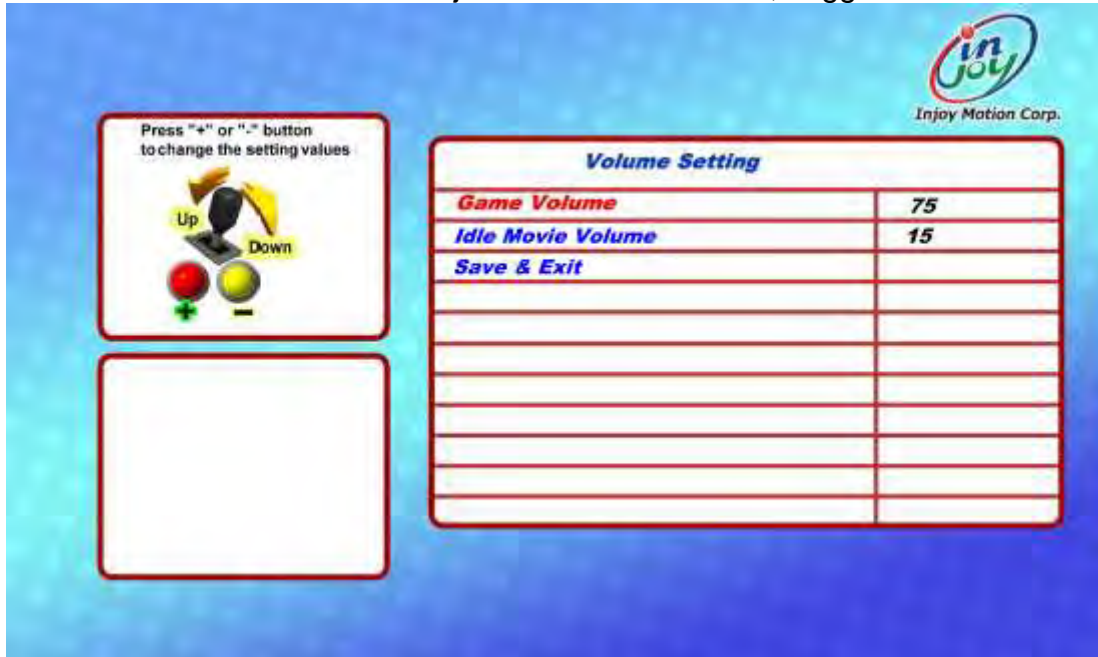 in
joy
Injoy Motion Corp.
Press "+" or "-" button
to change the setting values
Up
Down
+ -
Volume Setting
Game Volume 75
Idle Movie Volume 15
Save & Exit